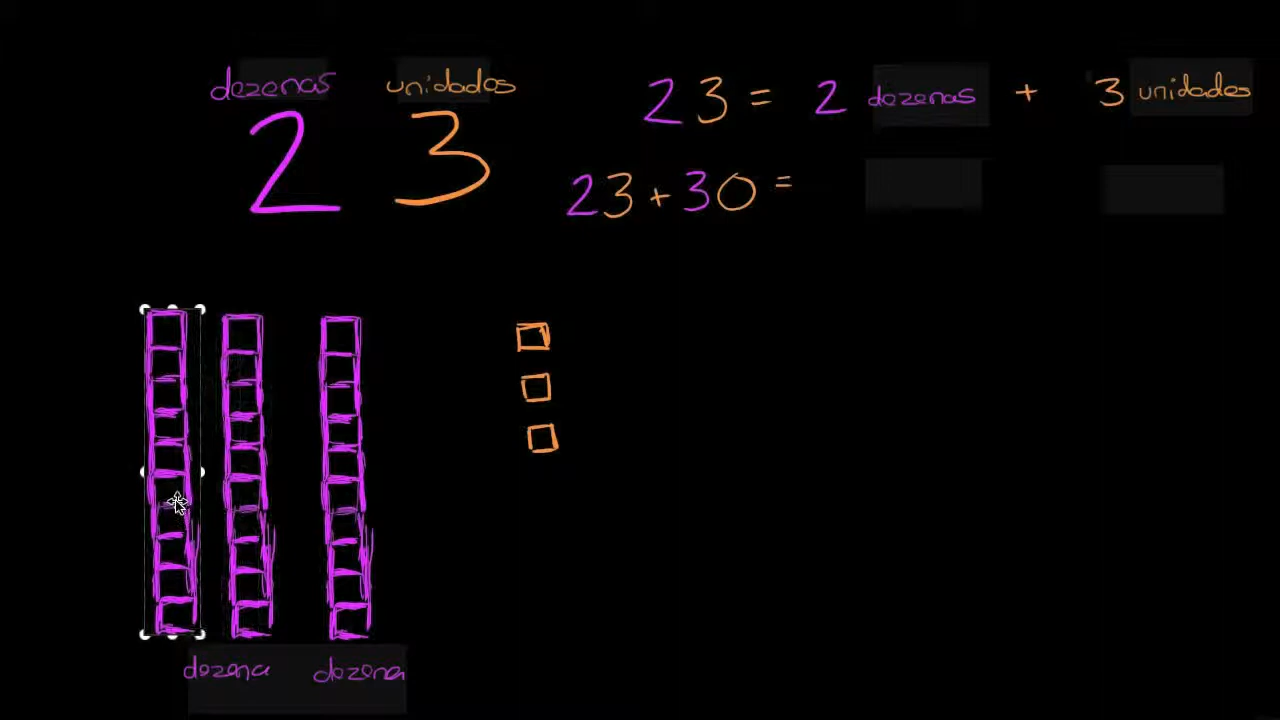 dezenas unidades
2 3
23 = 2 dezenas + 3 unidades
23 + 30 =
dezena dezena